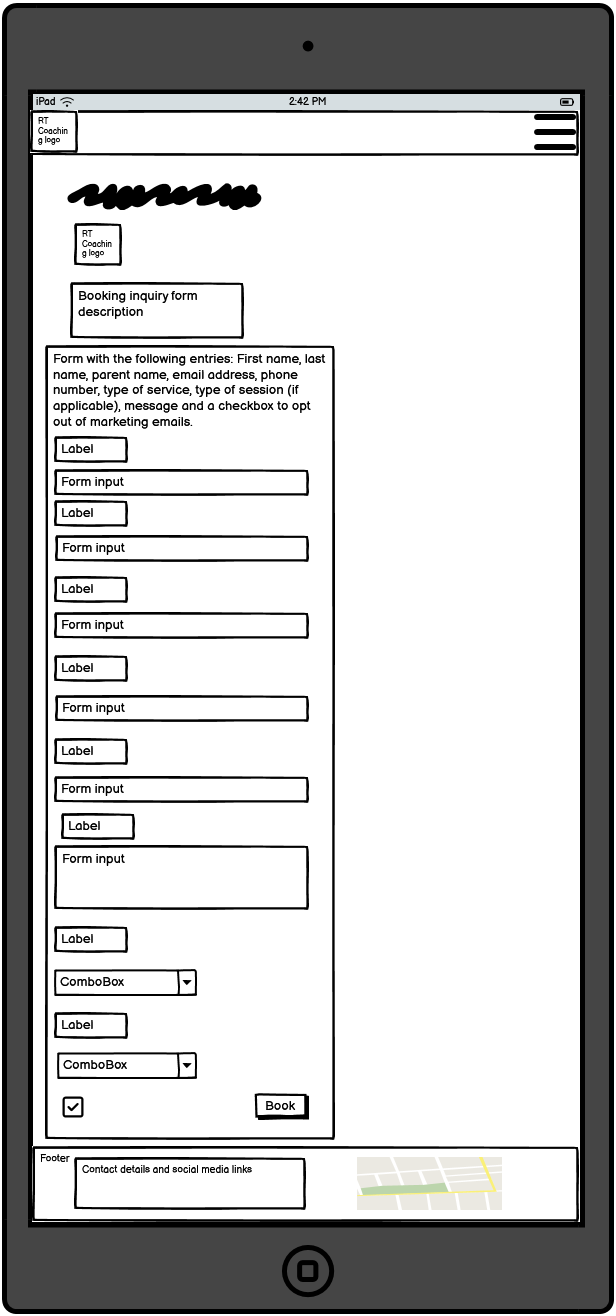 iPad
2:42 PM
RT
Coachin
g logo
RT
Coachin
g logo
Booking inquiry form
description
Form with the following entries: First name, last
name, parent name, email address, phone
number, type of service, type of session (if
applicable), message and a checkbox to opt
out of marketing emails.
Label
Form input
Label
Form input
Label
Form input
Label
Form input
Label
Form input
Label
Form input
Label
ComboBox
Label
ComboBox
Book
Footer
Contact details and social media links